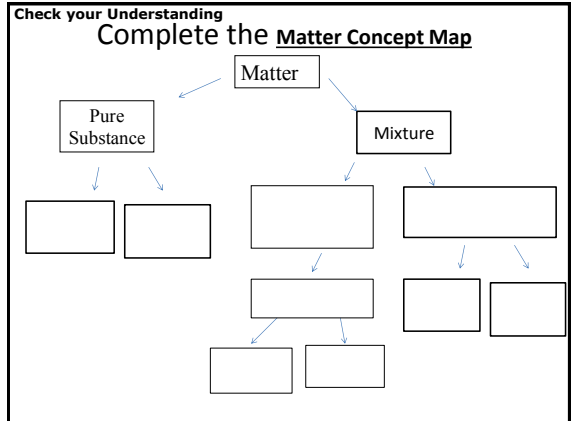 Check your Understanding
Complete the Matter Concept Map
Matter
Pure
Substance
Mixture